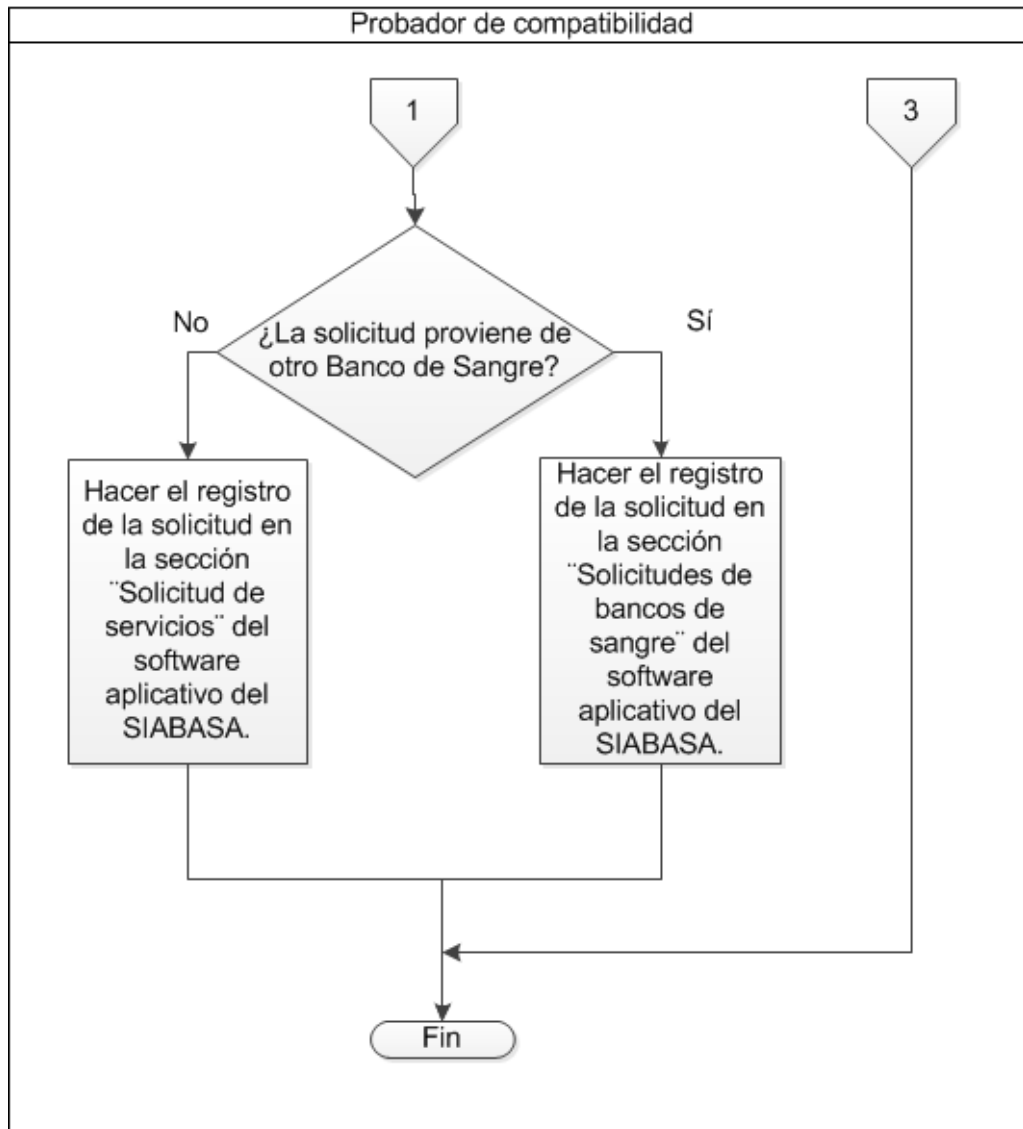 Probador de compatibilidad
1
3
No
Sí
¿La solicitud proviene de
otro Banco de Sangre?
Hacer el registro
de la solicitud en
la sección
¨Solicitud de
servicios¨ del
software
aplicativo del
SIABASA.
Hacer el registro
de la solicitud en
la sección
¨Solicitudes de
bancos de
sangre¨ del
software
aplicativo del
SIABASA.
Fin